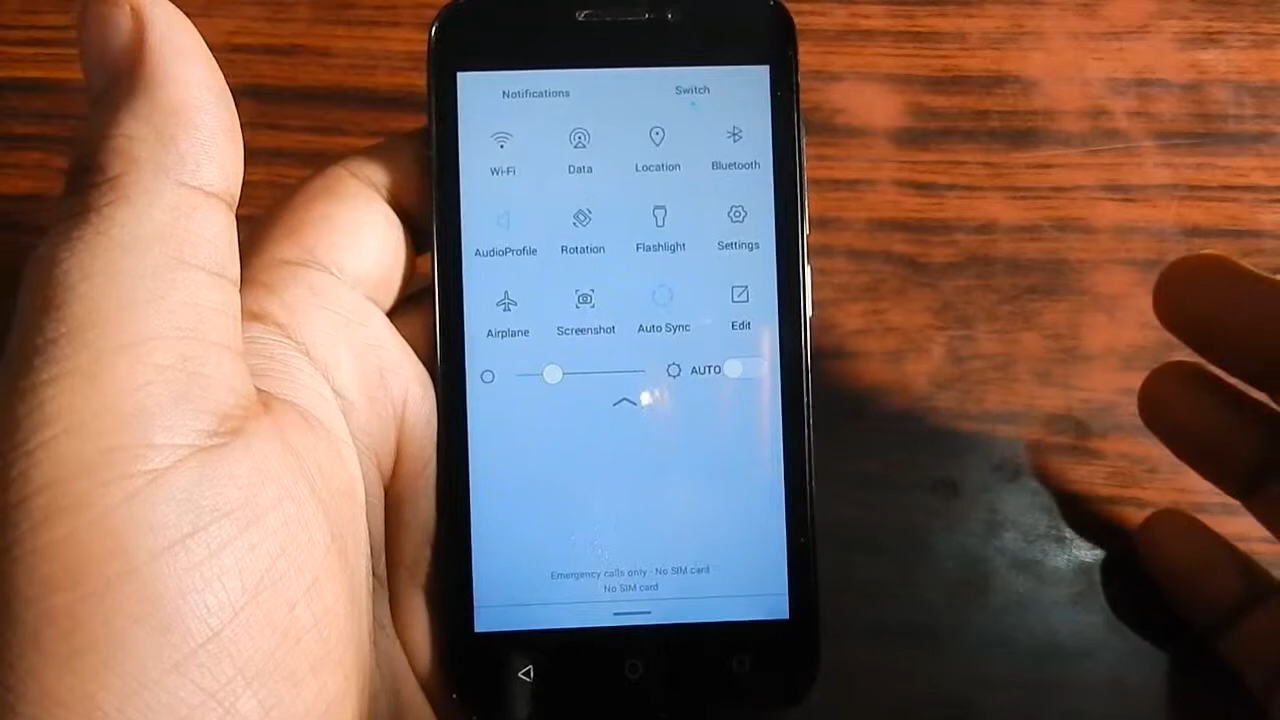 Notifications Switch
Wi-Fi Data Location Bluetooth
AudioProfile Rotation Flashlight Settings
Airplane Screenshot Auto Sync Edit
AUTO
Emergency calls only - No SIM card
No SIM card